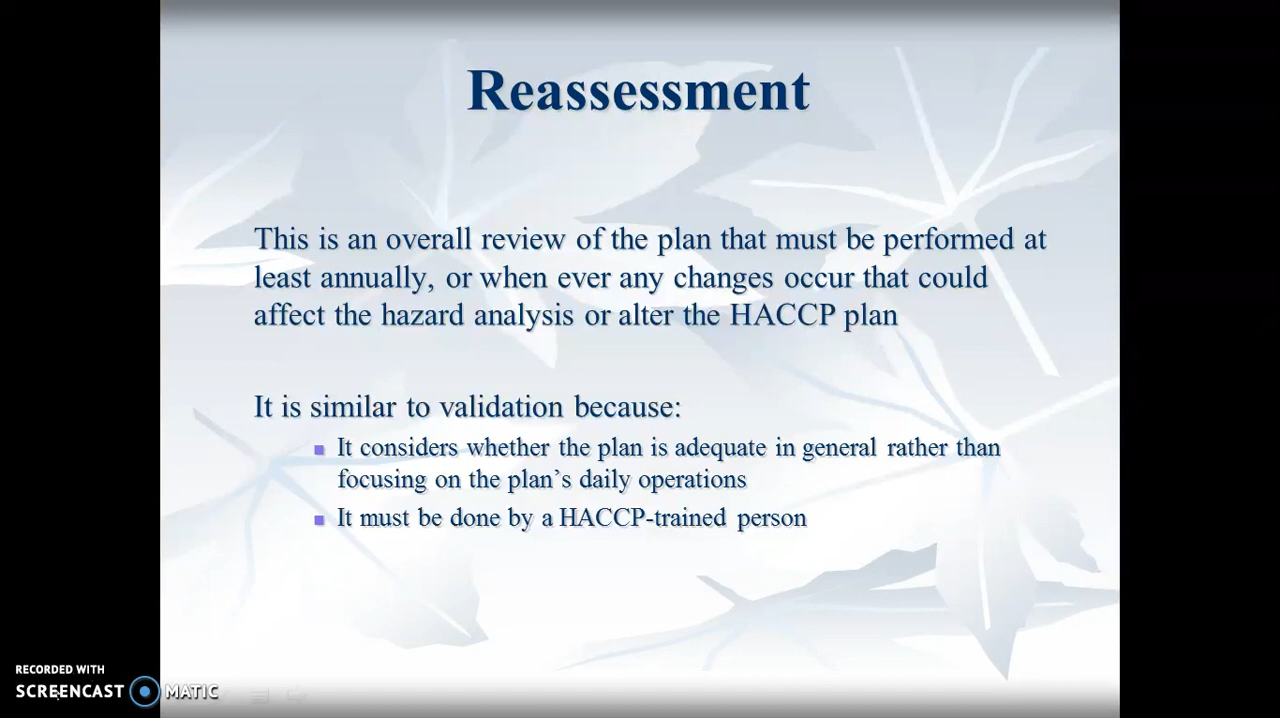 Reassessment
This is an overall review of the plan that must be performed at
least annually, or when ever any changes occur that could
affect the hazard analysis or alter the HACCP plan
It is similar to validation because:
It considers whether the plan is adequate in general rather than
focusing on the plan’s daily operations
It must be done by a HACCP-trained person
RECORDED WITH
SCREENCAST MATIC